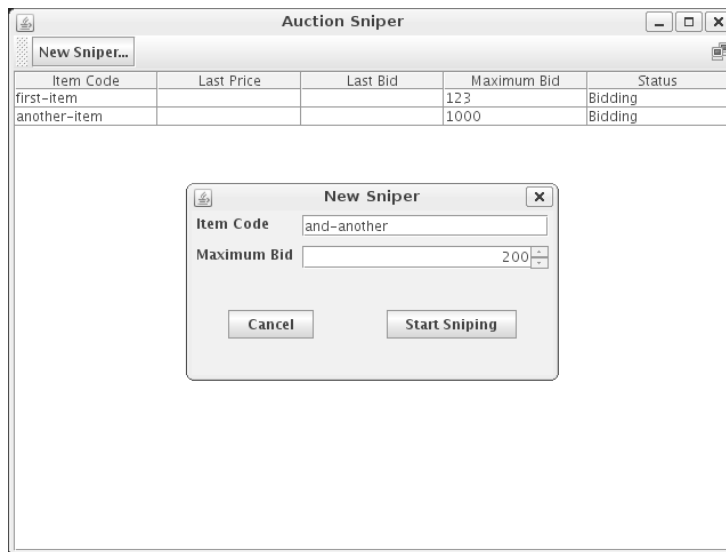 Auction Sniper
New Sniper...
Item Code Last Price Last Bid Maximum Bid Status
first-item 123 Bidding
another-item 1000 Bidding
New Sniper
Item Code and-another
Maximum Bid 200
Cancel Start Sniping